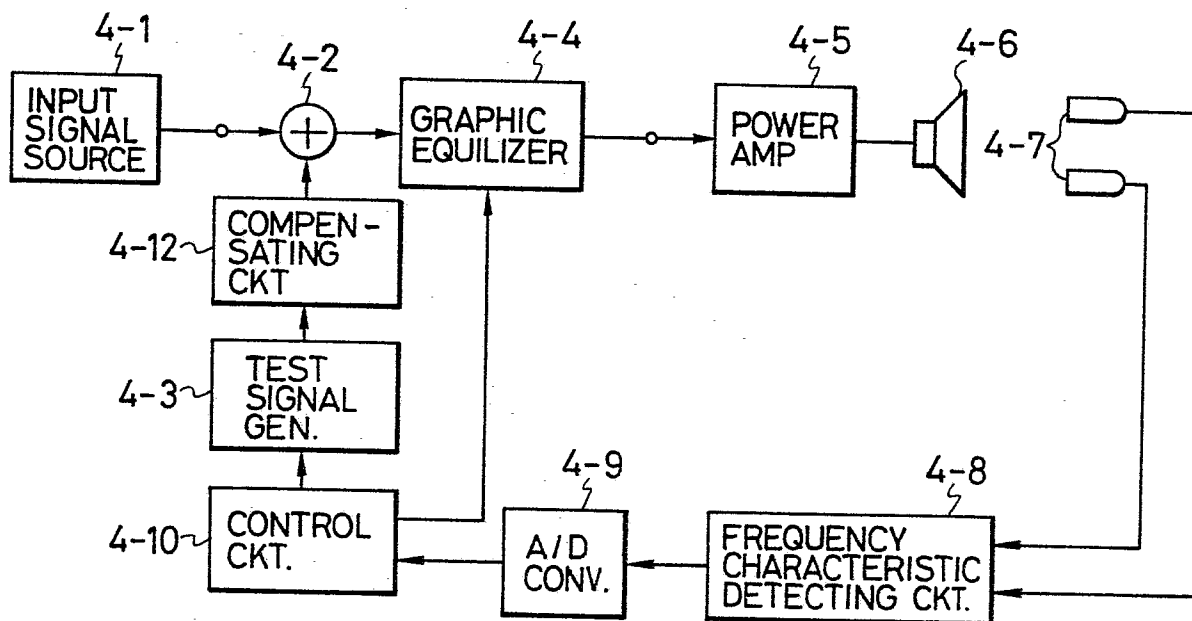 4-1
INPUT
SIGNAL
SOURCE
4-2
+
4-4
GRAPHIC
EQUILIZER
4-5
POWER
AMP
4-6
4-7
4-12
COMPEN-
SATING
CKT
4-3
TEST
SIGNAL
GEN.
4-10
CONTROL
CKT.
4-9
A/D
CONV.
4-8
FREQUENCY
CHARACTERISTIC
DETECTING CKT.